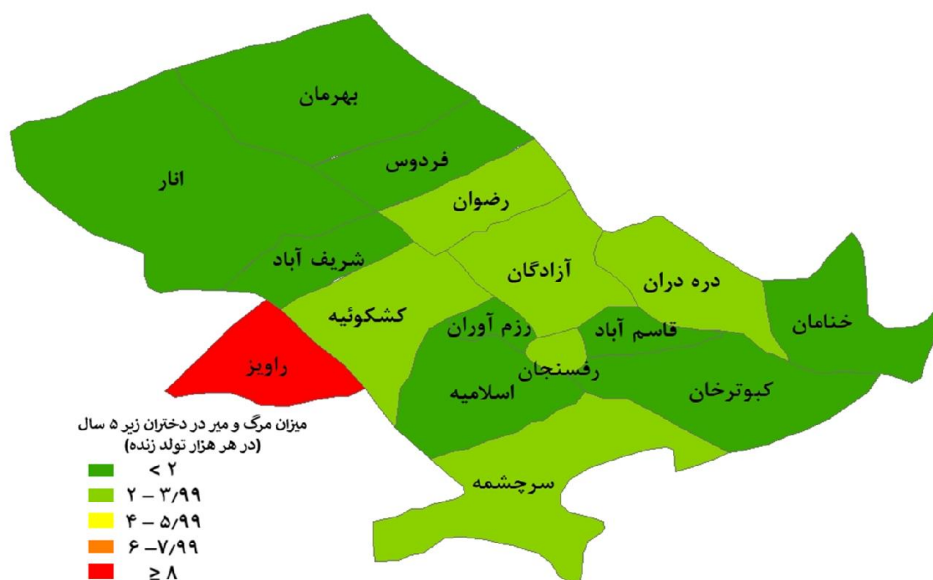 بهرمان
فردوس
انار
رضوان
شریف آباد
آزادگان
دره دران
کشکوئیه
رزم آوران
قاسم آباد
خنامان
راویز
رفسنجان
اسلامیه
کبوترخان
سرچشمه
میزان مرگ و میر در دختران زیر ۵ سال
(در هر هزار تولد زنده)
< ۲
۲ – ۳/۹۹
۴ – ۵/۹۹
۶ –۷/۹۹
≥ ۸